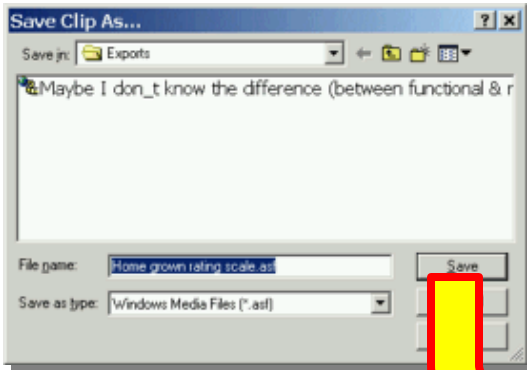 Save Clip As...
Save in: Exports
Maybe I don_t know the difference (between functional & r
File name: Home grown rating scale.asf Save
Save as type: Windows Media Files (*.asf)